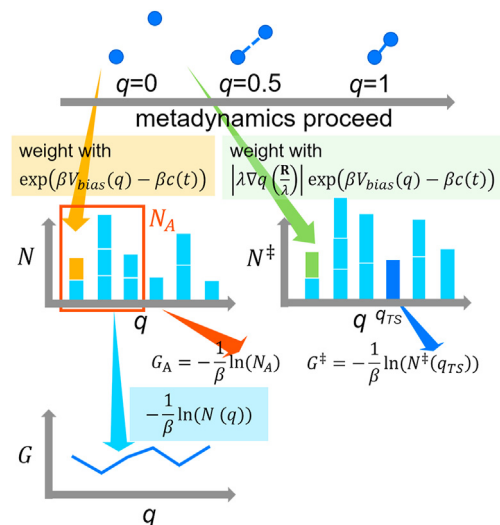 q=0 q=0.5 q=1
metadynamics proceed
weight with
exp(βV_bias(q) − βc(t))
weight with
|λ∇q(R/λ)| exp(βV_bias(q) − βc(t))
N_A
N
q
N‡
q q_TS
G_A = −1/β ln(N_A)
G‡ = −1/β ln(N‡(q_TS))
−1/β ln(N (q))
G
q